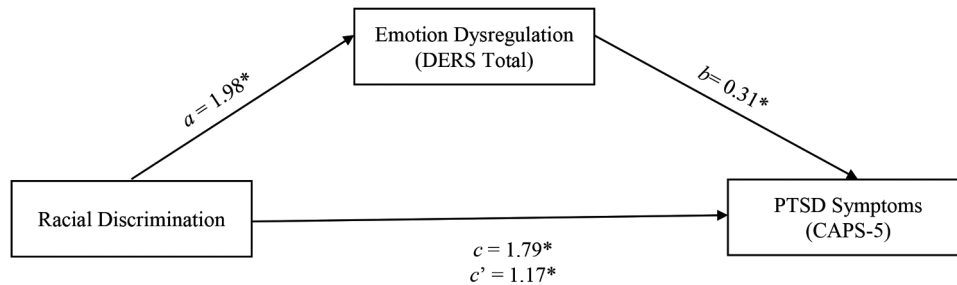 Emotion Dysregulation
(DERS Total)
a = 1.98*
b= 0.31*
Racial Discrimination
PTSD Symptoms
(CAPS-5)
c = 1.79*
c’ = 1.17*